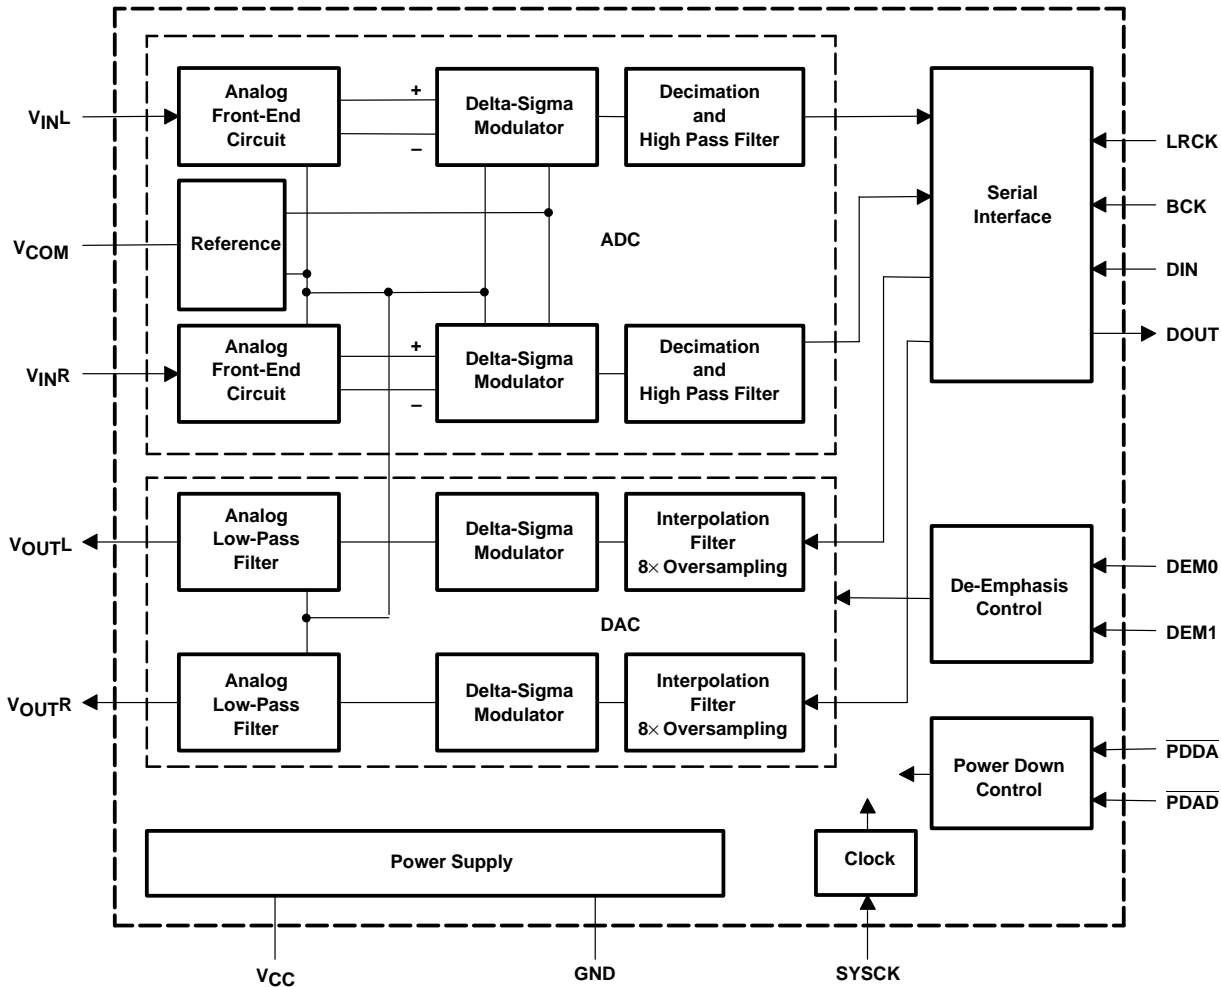 VINL
Analog
Front-End
Circuit
+
–
Delta-Sigma
Modulator
Decimation
and
High Pass Filter
Serial
Interface
LRCK
BCK
DIN
DOUT
VCOM
Reference
ADC
VINR
Analog
Front-End
Circuit
+
–
Delta-Sigma
Modulator
Decimation
and
High Pass Filter
VOUTL
Analog
Low-Pass
Filter
Delta-Sigma
Modulator
Interpolation
Filter
8× Oversampling
De-Emphasis
Control
DEM0
DEM1
DAC
VOUTR
Analog
Low-Pass
Filter
Delta-Sigma
Modulator
Interpolation
Filter
8× Oversampling
Power Down
Control
PDDA
PDAD
Power Supply
Clock
VCC
GND
SYSCK